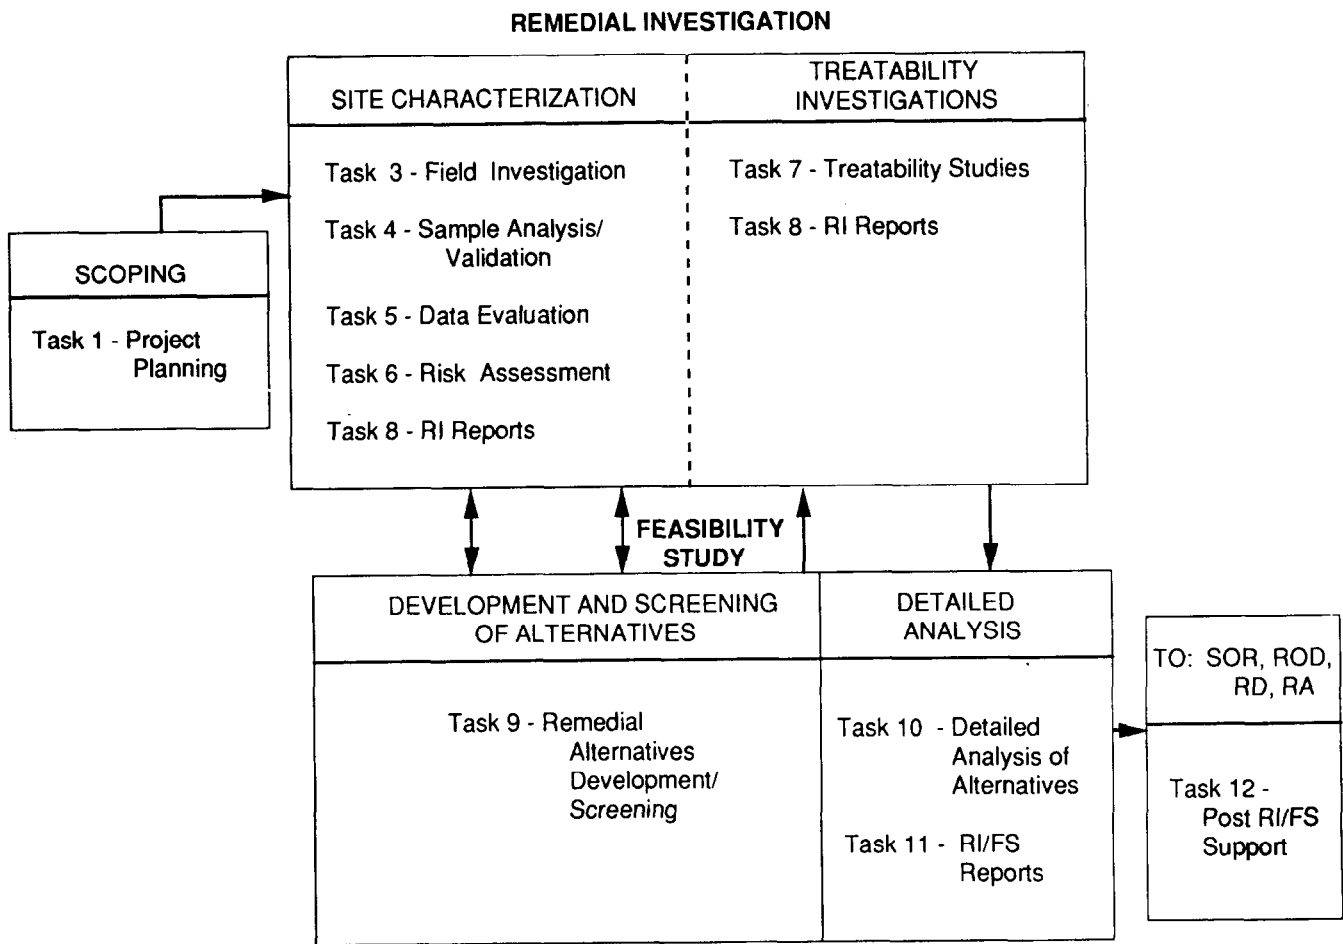 REMEDIAL INVESTIGATION
SITE CHARACTERIZATION
TREATABILITY
INVESTIGATIONS
Task 3 - Field Investigation
Task 4 - Sample Analysis/
Validation
Task 5 - Data Evaluation
Task 6 - Risk Assessment
Task 8 - RI Reports
Task 7 - Treatability Studies
Task 8 - RI Reports
SCOPING
Task 1 - Project
Planning
FEASIBILITY
STUDY
DEVELOPMENT AND SCREENING
OF ALTERNATIVES
Task 9 - Remedial
Alternatives
Development/
Screening
DETAILED
ANALYSIS
Task 10 - Detailed
Analysis of
Alternatives
Task 11 - RI/FS
Reports
TO: SOR, ROD,
RD, RA
Task 12 -
Post RI/FS
Support